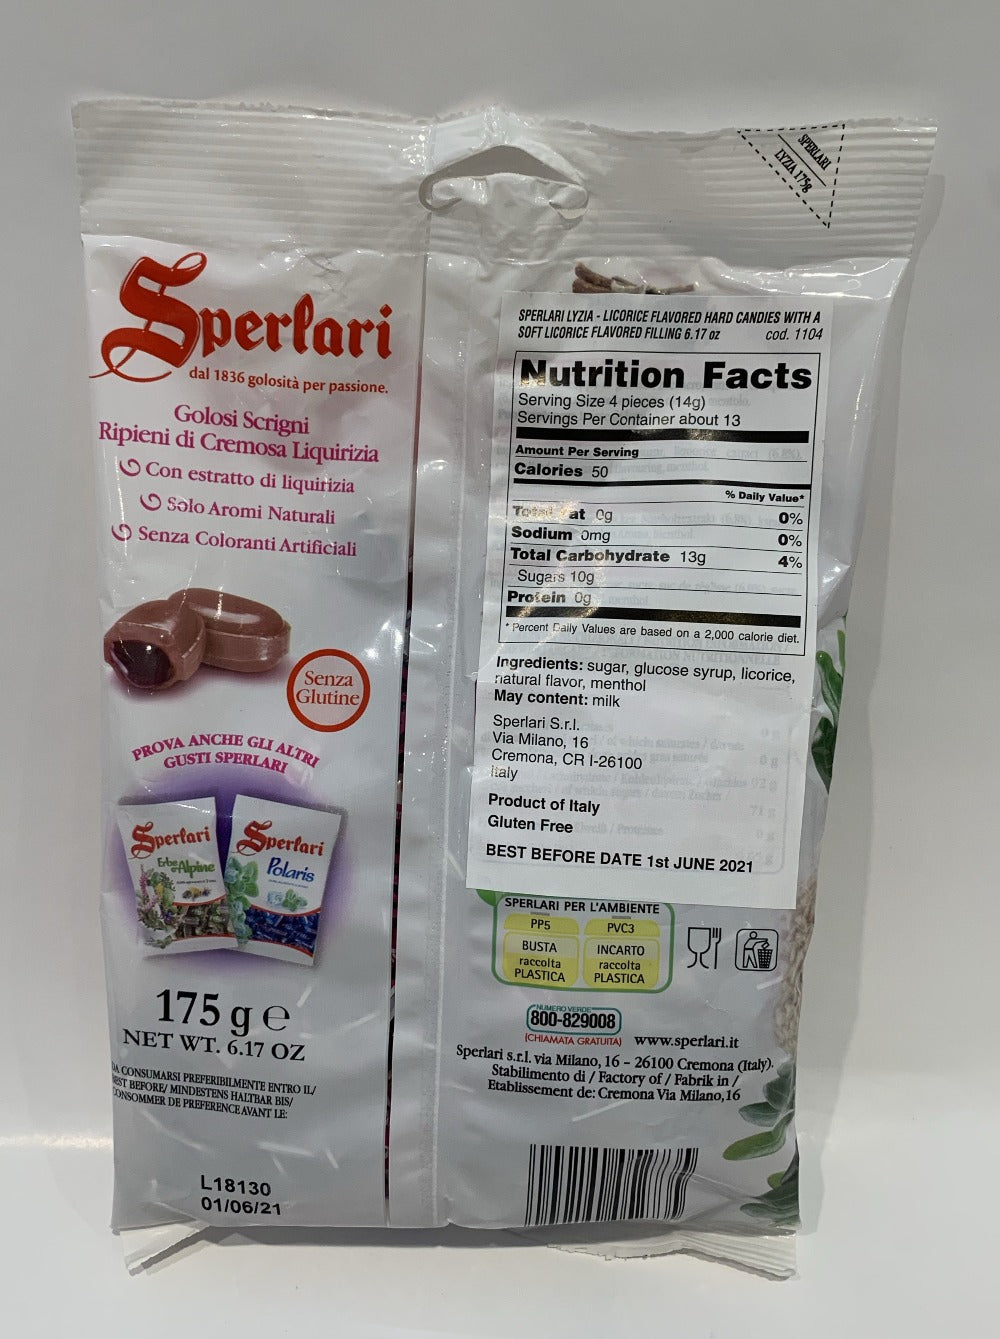 SPERLARI
LYZIA 175g
Sperlari
dal 1836 golosità per passione.
Golosi Scrigni
Ripieni di Cremosa Liquirizia
Con estratto di liquirizia
Solo Aromi Naturali
Senza Coloranti Artificiali
Senza
Glutine
PROVA ANCHE GLI ALTRI
GUSTI SPERLARI
Sperlari
Erbe Alpine
Sperlari
Polaris
175 g e
NET WT. 6.17 OZ
DA CONSUMARSI PREFERIBILMENTE ENTRO IL/
BEST BEFORE/ MINDESTENS HALTBAR BIS/
CONSOMMER DE PREFERENCE AVANT LE:
L18130
01/06/21
SPERLARI LYZIA - LICORICE FLAVORED HARD CANDIES WITH A
SOFT LICORICE FLAVORED FILLING 6.17 oz cod. 1104
Nutrition Facts
Serving Size 4 pieces (14g)
Servings Per Container about 13
Amount Per Serving
Calories 50
% Daily Value*
Total Fat 0g 0%
Sodium 0mg 0%
Total Carbohydrate 13g 4%
Sugars 10g
Protein 0g
* Percent Daily Values are based on a 2,000 calorie diet.
Ingredients: sugar, glucose syrup, licorice,
natural flavor, menthol
May content: milk
Sperlari S.r.l.
Via Milano, 16
Cremona, CR I-26100
Italy
Product of Italy
Gluten Free
BEST BEFORE DATE 1st JUNE 2021
SPERLARI PER L'AMBIENTE
PP5 PVC3
BUSTA INCARTO
raccolta raccolta
PLASTICA PLASTICA
NUMERO VERDE
800-829008
(CHIAMATA GRATUITA) www.sperlari.it
Sperlari s.r.l. via Milano, 16 - 26100 Cremona (Italy).
Stabilimento di / Factory of / Fabrik in /
Etablissement de: Cremona Via Milano,16